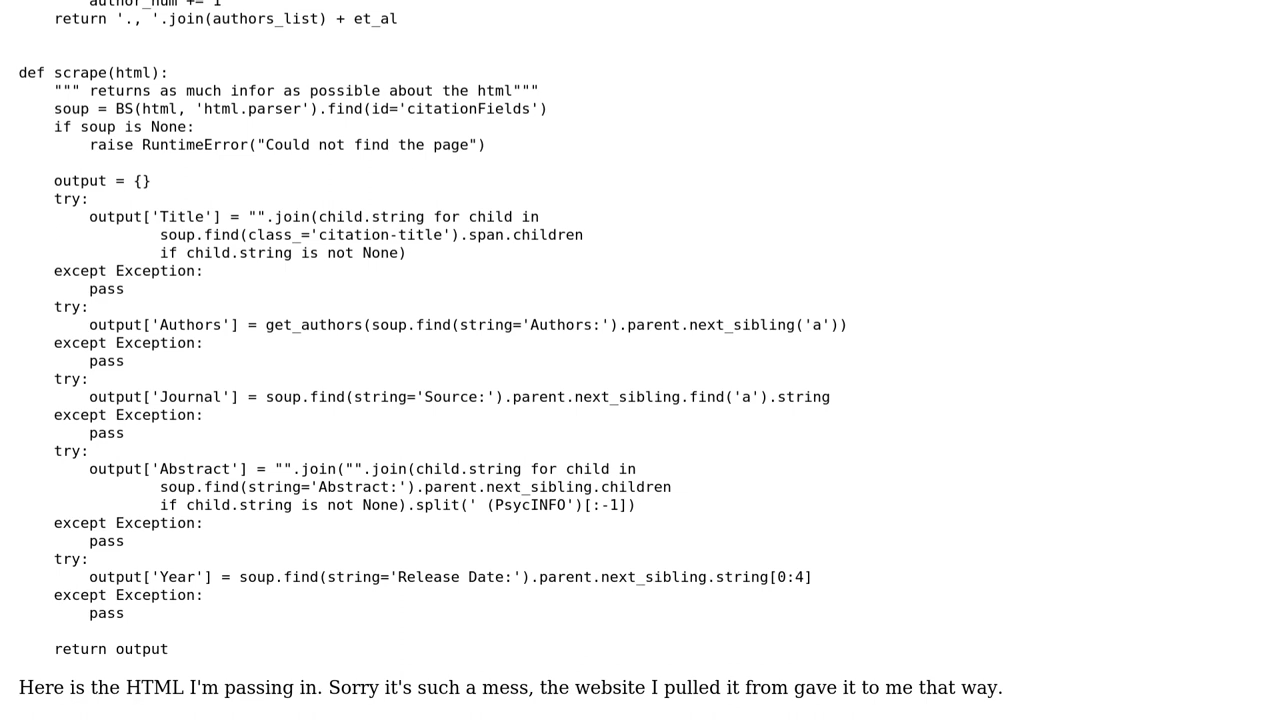 author_num += 1
    return '., '.join(authors_list) + et_al
def scrape(html):
    """ returns as much infor as possible about the html"""
    soup = BS(html, 'html.parser').find(id='citationFields')
    if soup is None:
        raise RuntimeError("Could not find the page")
    output = {}
    try:
        output['Title'] = "".join(child.string for child in
                soup.find(class_='citation-title').span.children
                if child.string is not None)
    except Exception:
        pass
    try:
        output['Authors'] = get_authors(soup.find(string='Authors:').parent.next_sibling('a'))
    except Exception:
        pass
    try:
        output['Journal'] = soup.find(string='Source:').parent.next_sibling.find('a').string
    except Exception:
        pass
    try:
        output['Abstract'] = "".join("".join(child.string for child in
                soup.find(string='Abstract:').parent.next_sibling.children
                if child.string is not None).split(' (PsycINFO')[:-1])
    except Exception:
        pass
    try:
        output['Year'] = soup.find(string='Release Date:').parent.next_sibling.string[0:4]
    except Exception:
        pass
    return output
Here is the HTML I'm passing in. Sorry it's such a mess, the website I pulled it from gave it to me that way.